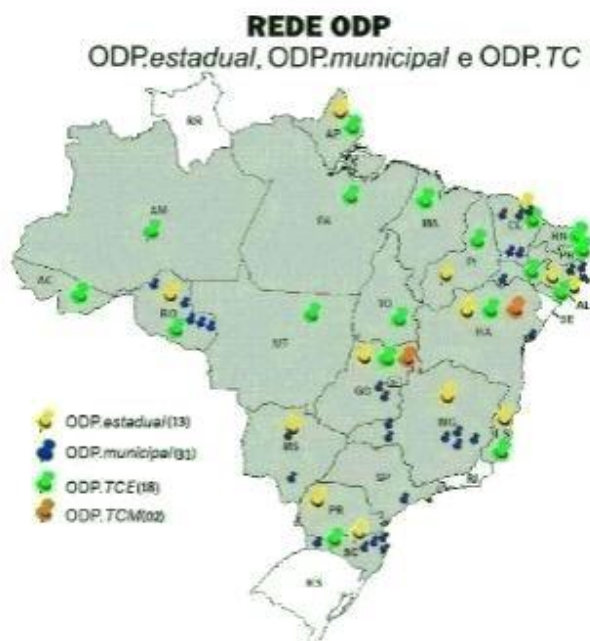 REDE ODP
ODP.estadual, ODP.municipal e ODP.TC
RR
AP
AM
PA
MA
CE
RN
PB
PI
AC
RO
TO
AL
SE
MT
BA
GO
MG
ES
MS
SP
RJ
PR
SC
ODP.estadual(13)
ODP.municipal(31)
ODP.TCE(18)
ODP.TCM(02)